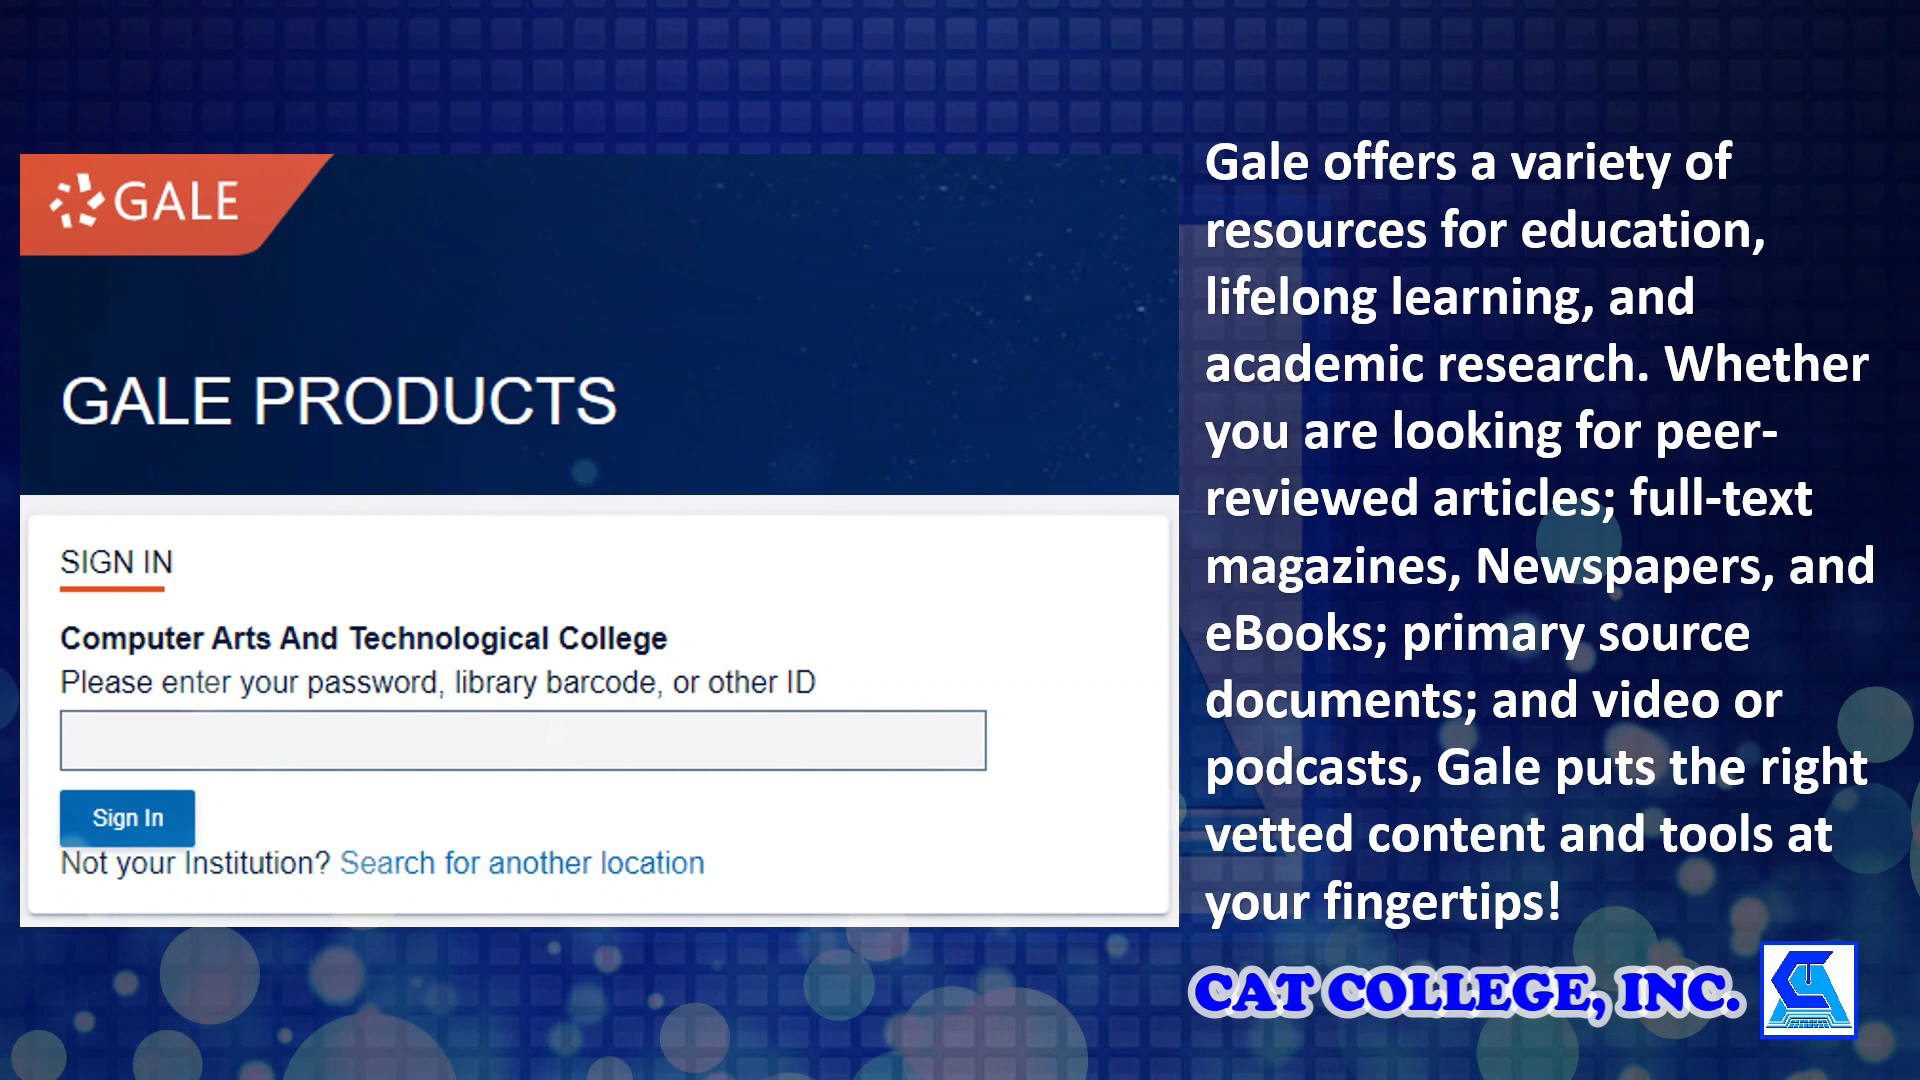 GALE
GALE PRODUCTS
SIGN IN
Computer Arts And Technological College
Please enter your password, library barcode, or other ID
Sign In
Not your Institution? Search for another location
Gale offers a variety of
resources for education,
lifelong learning, and
academic research. Whether
you are looking for peer-
reviewed articles; full-text
magazines, Newspapers, and
eBooks; primary source
documents; and video or
podcasts, Gale puts the right
vetted content and tools at
your fingertips!
CAT COLLEGE, INC.